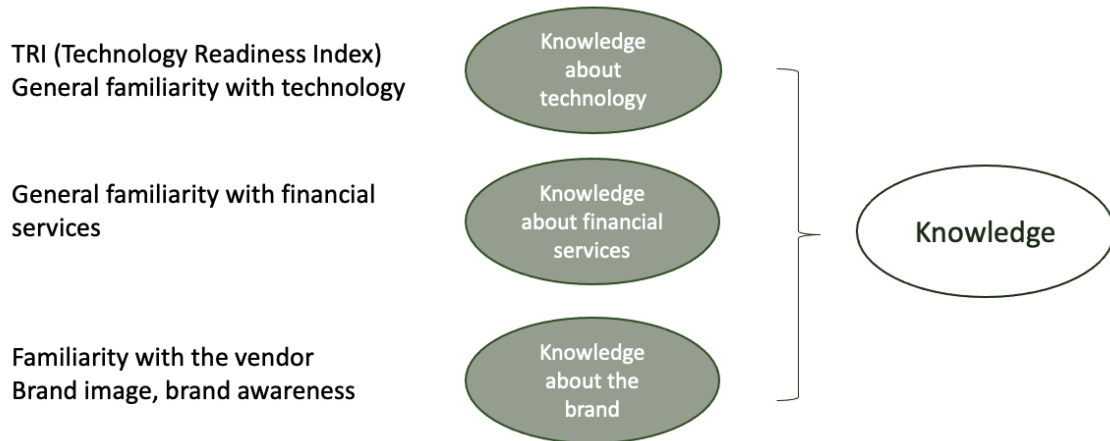 TRI (Technology Readiness Index)
General familiarity with technology
Knowledge
about
technology
General familiarity with financial
services
Knowledge
about financial
services
Knowledge
Familiarity with the vendor
Brand image, brand awareness
Knowledge
about the
brand